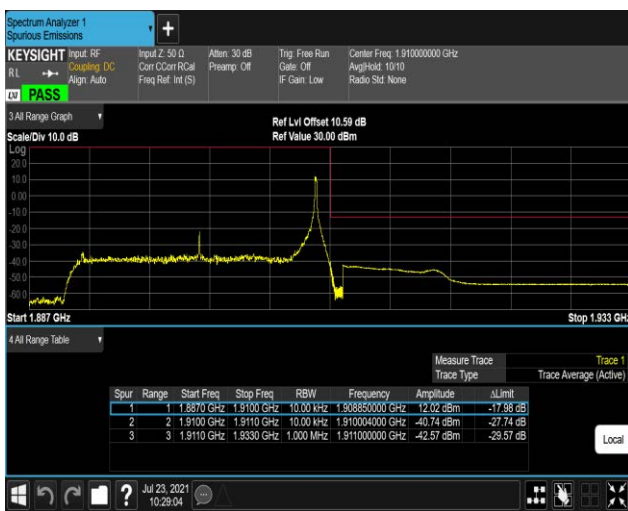 Spectrum Analyzer 1
Spurious Emissions
KEYSIGHT Input: RF
RL Coupling: DC
Align: Auto
Input Z: 50 Ω
Corr CCorr RCal
Freq Ref: Int (S)
Atten: 30 dB
Preamp: Off
Trig: Free Run
Gate: Off
IF Gain: Low
Center Freq: 1.910000000 GHz
Avg|Hold: 10/10
Radio Std: None
LXI PASS
3 All Range Graph
Scale/Div 10.0 dB
Ref Lvl Offset 10.59 dB
Ref Value 30.00 dBm
Log
20.0
10.0
0.00
-10.0
-20.0
-30.0
-40.0
-50.0
-60.0
Start 1.887 GHz
Stop 1.933 GHz
4 All Range Table
Measure Trace Trace 1
Trace Type Trace Average (Active)
Spur Range Start Freq Stop Freq RBW Frequency Amplitude ΔLimit
1 1 1.8870 GHz 1.9100 GHz 10.00 kHz 1.908850000 GHz 12.02 dBm -17.98 dB
2 2 1.9100 GHz 1.9110 GHz 10.00 kHz 1.910004000 GHz -40.74 dBm -27.74 dB
3 3 1.9110 GHz 1.9330 GHz 1.000 MHz 1.911000000 GHz -42.57 dBm -29.57 dB
Local
? Jul 23, 2021
10:29:04